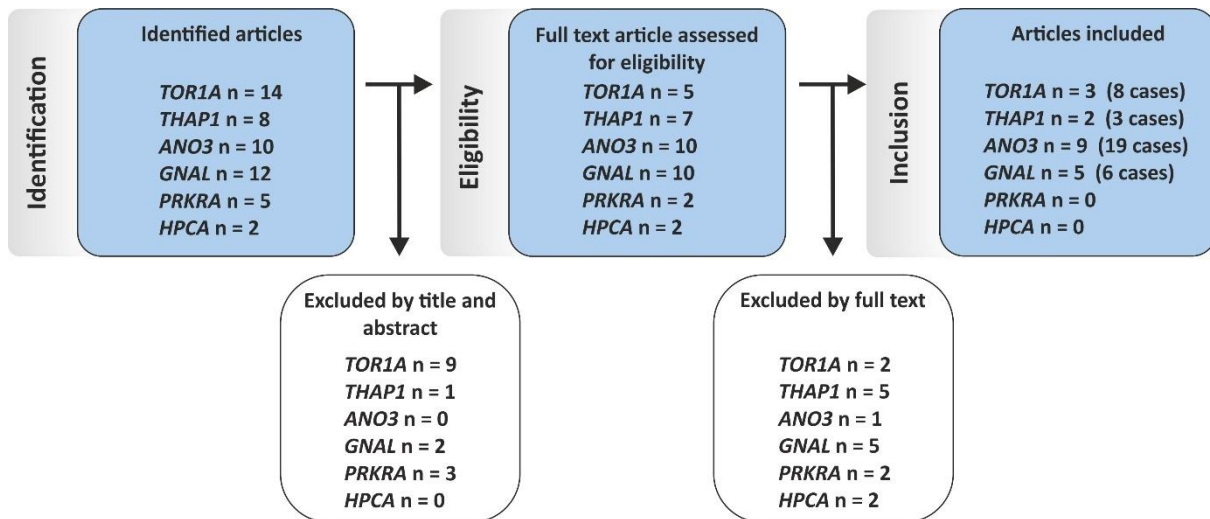 Identification
Identified articles
TOR1A n = 14
THAP1 n = 8
ANO3 n = 10
GNAL n = 12
PRKRA n = 5
HPCA n = 2
Excluded by title and
abstract
TOR1A n = 9
THAP1 n = 1
ANO3 n = 0
GNAL n = 2
PRKRA n = 3
HPCA n = 0
Eligibility
Full text article assessed
for eligibility
TOR1A n = 5
THAP1 n = 7
ANO3 n = 10
GNAL n = 10
PRKRA n = 2
HPCA n = 2
Excluded by full text
TOR1A n = 2
THAP1 n = 5
ANO3 n = 1
GNAL n = 5
PRKRA n = 2
HPCA n = 2
Inclusion
Articles included
TOR1A n = 3 (8 cases)
THAP1 n = 2 (3 cases)
ANO3 n = 9 (19 cases)
GNAL n = 5 (6 cases)
PRKRA n = 0
HPCA n = 0